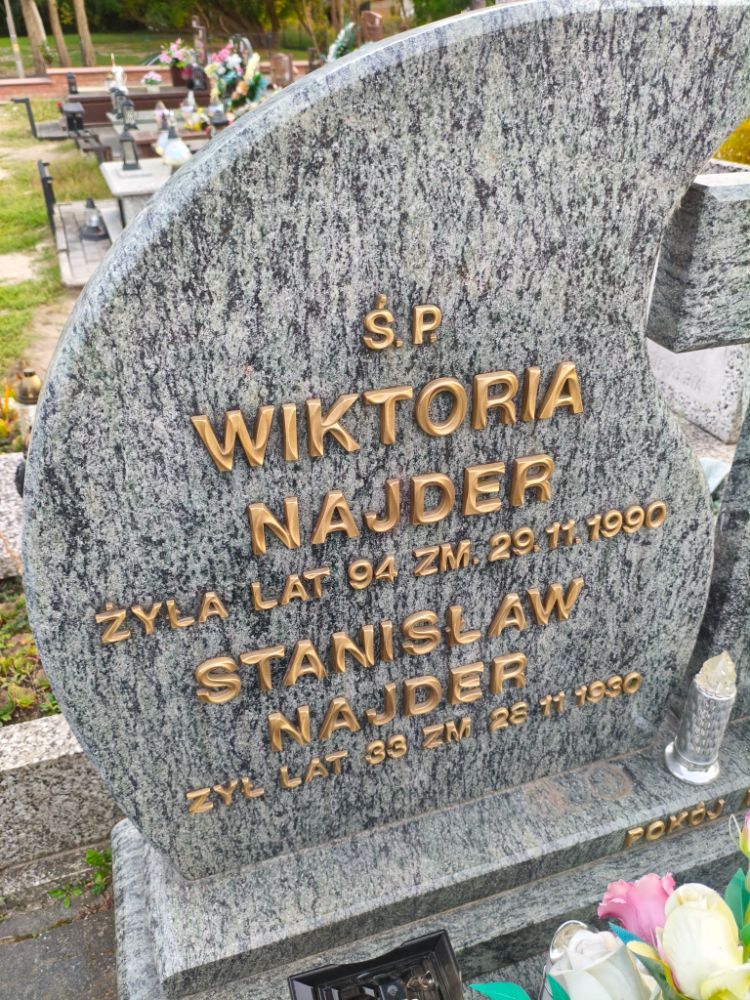 Ś.P.
WIKTORIA
NAJDER
ŻYŁA LAT 94 ZM. 29.11.1990
STANISŁAW
NAJDER
ŻYŁ LAT 33 ZM 28 11 1930
POKÓJ